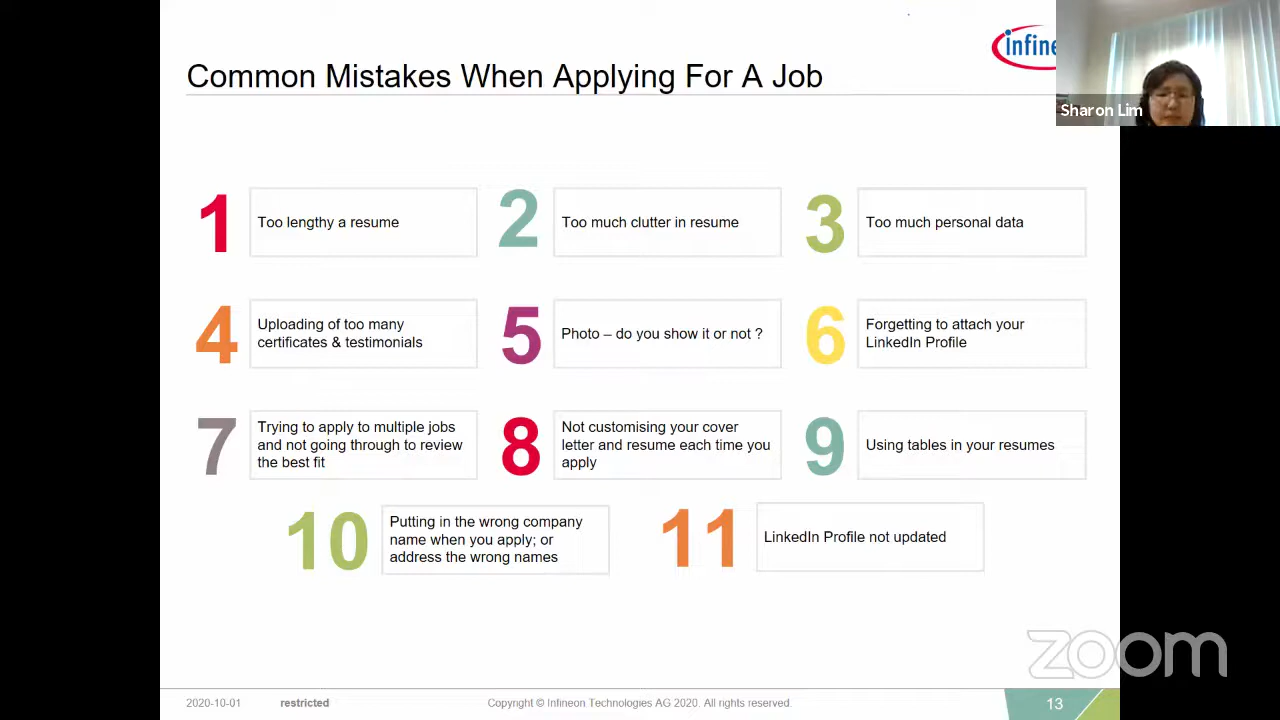 infine
Common Mistakes When Applying For A Job
Sharon Lim
1
Too lengthy a resume
2
Too much clutter in resume
3
Too much personal data
4
Uploading of too many
certificates & testimonials
5
Photo – do you show it or not ?
6
Forgetting to attach your
LinkedIn Profile
7
Trying to apply to multiple jobs
and not going through to review
the best fit
8
Not customising your cover
letter and resume each time you
apply
9
Using tables in your resumes
10
Putting in the wrong company
name when you apply; or
address the wrong names
11
LinkedIn Profile not updated
zoom
2020-10-01
restricted
Copyright © Infineon Technologies AG 2020. All rights reserved.
13